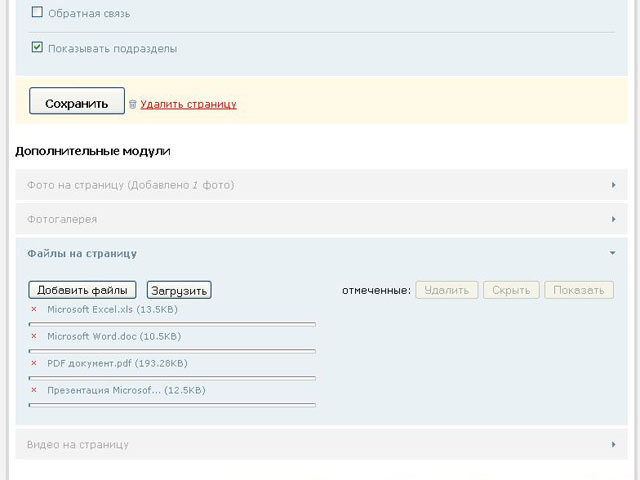 Обратная связь
Показывать подразделы
Сохранить Удалить страницу
Дополнительные модули
Фото на страницу (Добавлено 1 фото)
Фотогалерея
Файлы на страницу
Добавить файлы Загрузить отмеченные: Удалить Скрыть Показать
Microsoft Excel.xls (13.5KB)
Microsoft Word.doc (10.5KB)
PDF документ.pdf (193.28KB)
Презентация Microsof... (12.5KB)
Видео на страницу